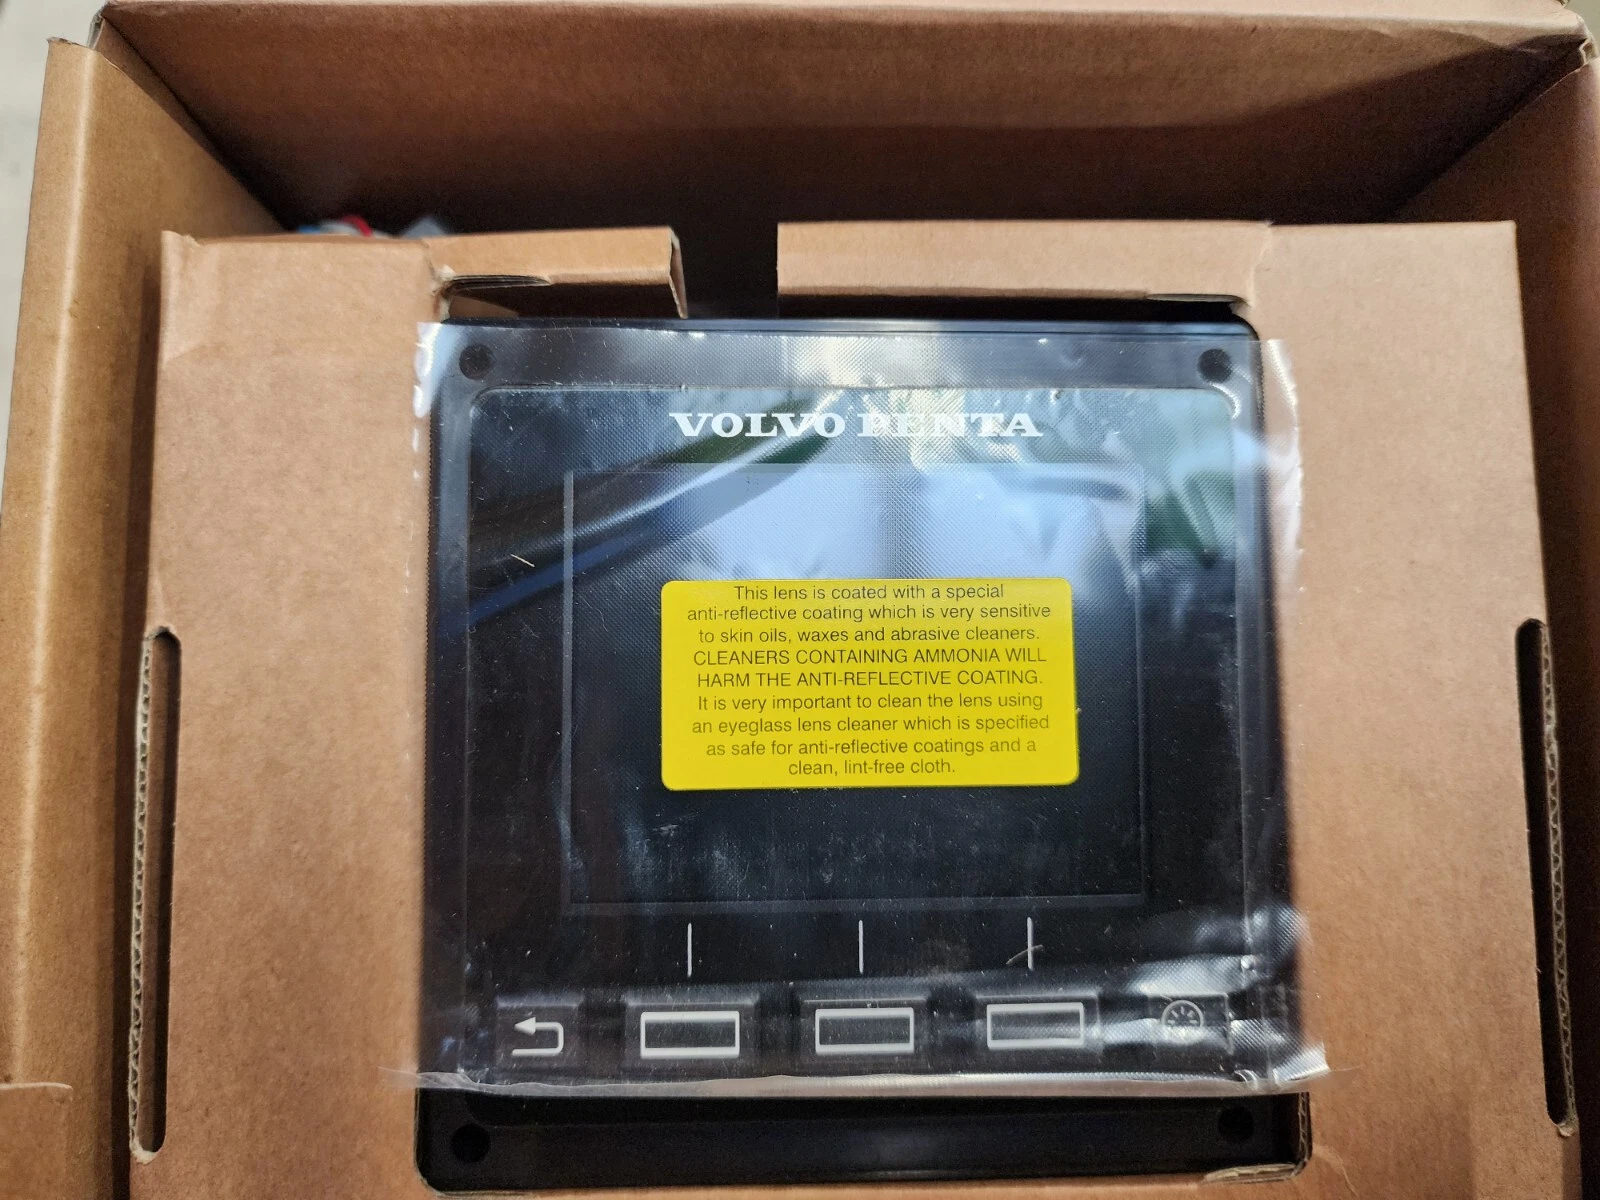 VOLVO PENTA
This lens is coated with a special
anti-reflective coating which is very sensitive
to skin oils, waxes and abrasive cleaners.
CLEANERS CONTAINING AMMONIA WILL
HARM THE ANTI-REFLECTIVE COATING.
It is very important to clean the lens using
an eyeglass lens cleaner which is specified
as safe for anti-reflective coatings and a
clean, lint-free cloth.